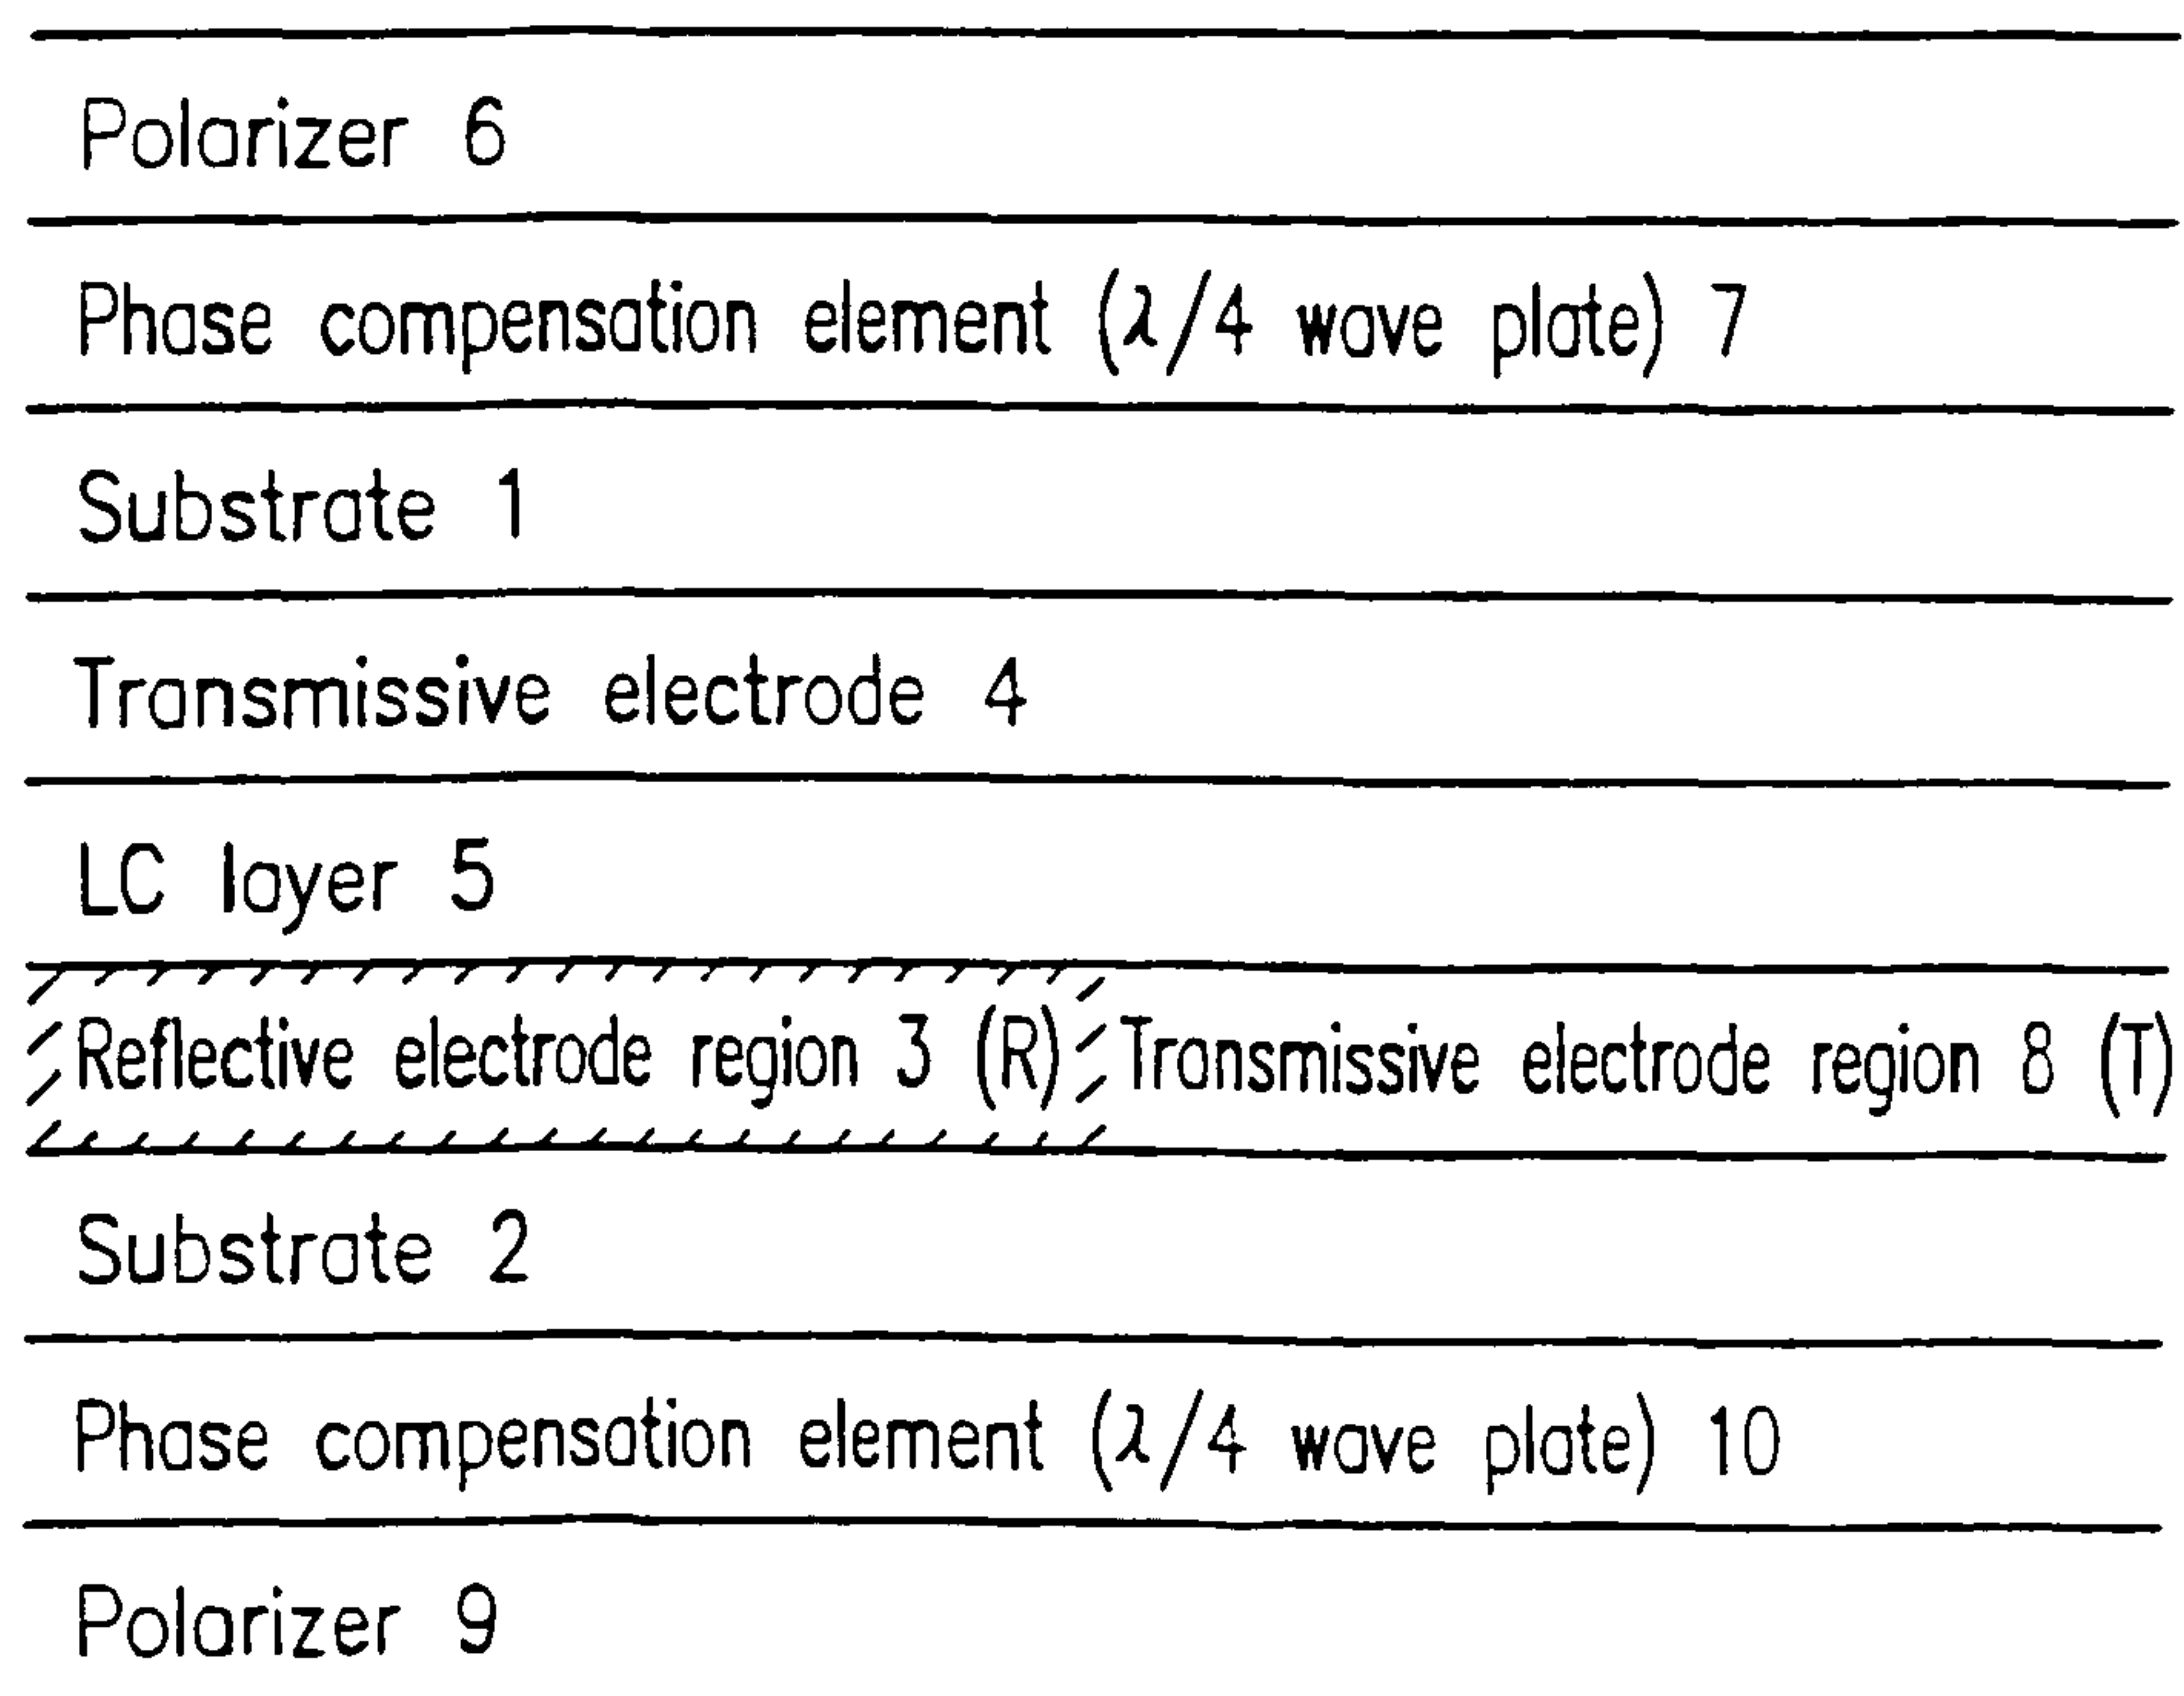 Polarizer 6
Phase compensation element (λ/4 wave plate) 7
Substrate 1
Transmissive electrode 4
LC layer 5
Reflective electrode region 3 (R) Transmissive electrode region 8 (T)
Substrate 2
Phase compensation element (λ/4 wave plate) 10
Polarizer 9